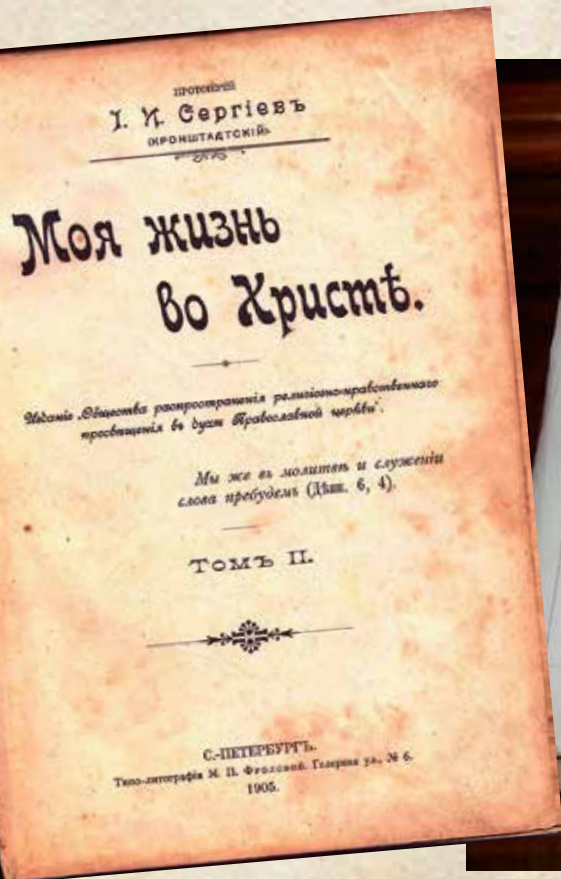 ПРОТОІЕРЕЙ
І. И. Сергіевъ
(КРОНШТАДТСКІЙ)
Моя жизнь
во Христѣ.
Изданіе „Общества распространенія религіозно-нравственнаго
просвѣщенія въ духѣ Православной церкви“.
Мы же въ молитвѣ и служеніи
слова пребудемъ (Дѣян. 6, 4).
Томъ II.
С.-ПЕТЕРБУРГЪ.
Типо-литографія М. П. Фроловой. Галерная ул., № 6.
1905.